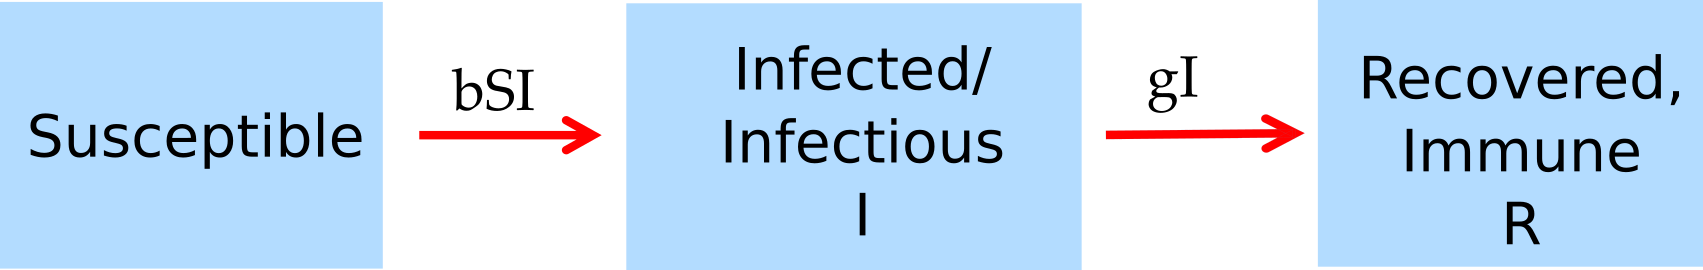 Susceptible
bSI
Infected/
Infectious
I
gI
Recovered,
Immune
R